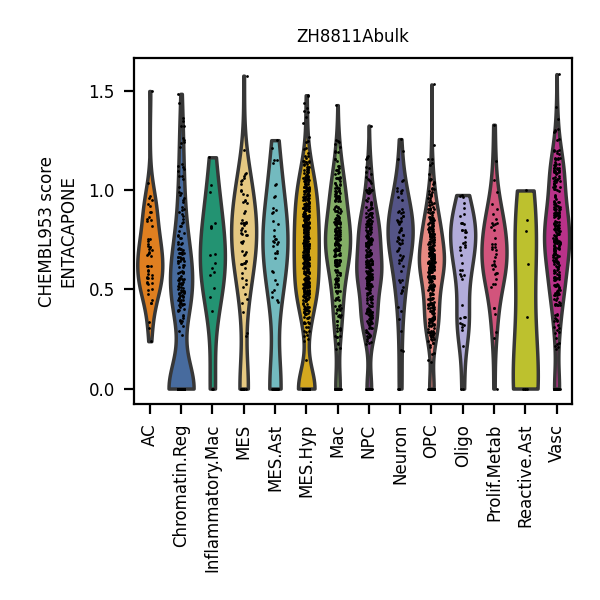 ZH8811Abulk
CHEMBL953 score
ENTACAPONE
1.5
1.0
0.5
0.0
AC
Chromatin.Reg
Inflammatory.Mac
MES
MES.Ast
MES.Hyp
Mac
NPC
Neuron
OPC
Oligo
Prolif.Metab
Reactive.Ast
Vasc